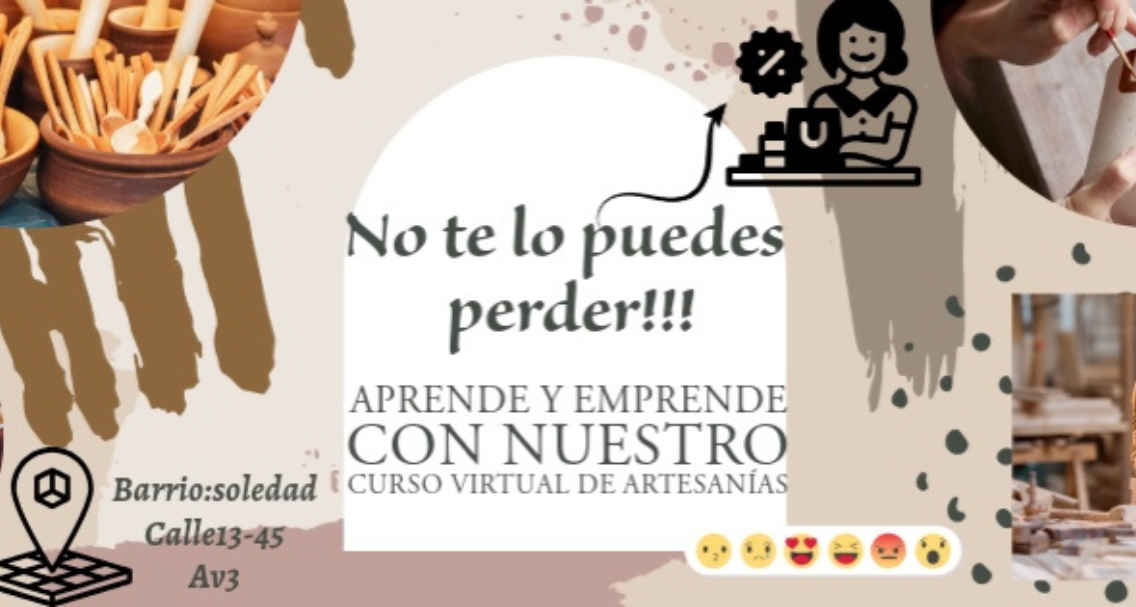 No te lo puedes
perder!!!
APRENDE Y EMPRENDE
CON NUESTRO
CURSO VIRTUAL DE ARTESANÍAS
Barrio:soledad
Calle13-45
Av3